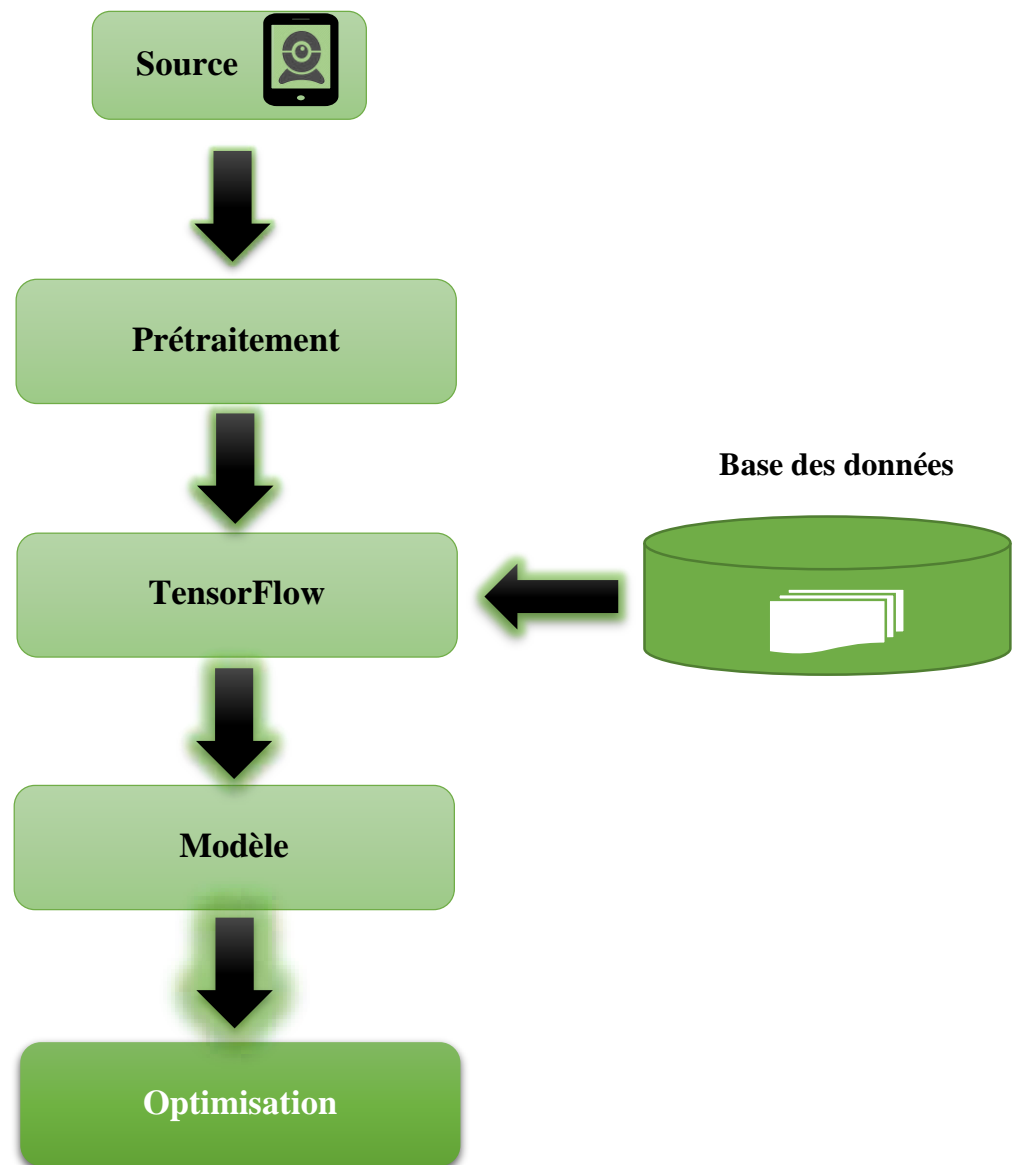 Source
Prétraitement
Base des données
TensorFlow
Modèle
Optimisation